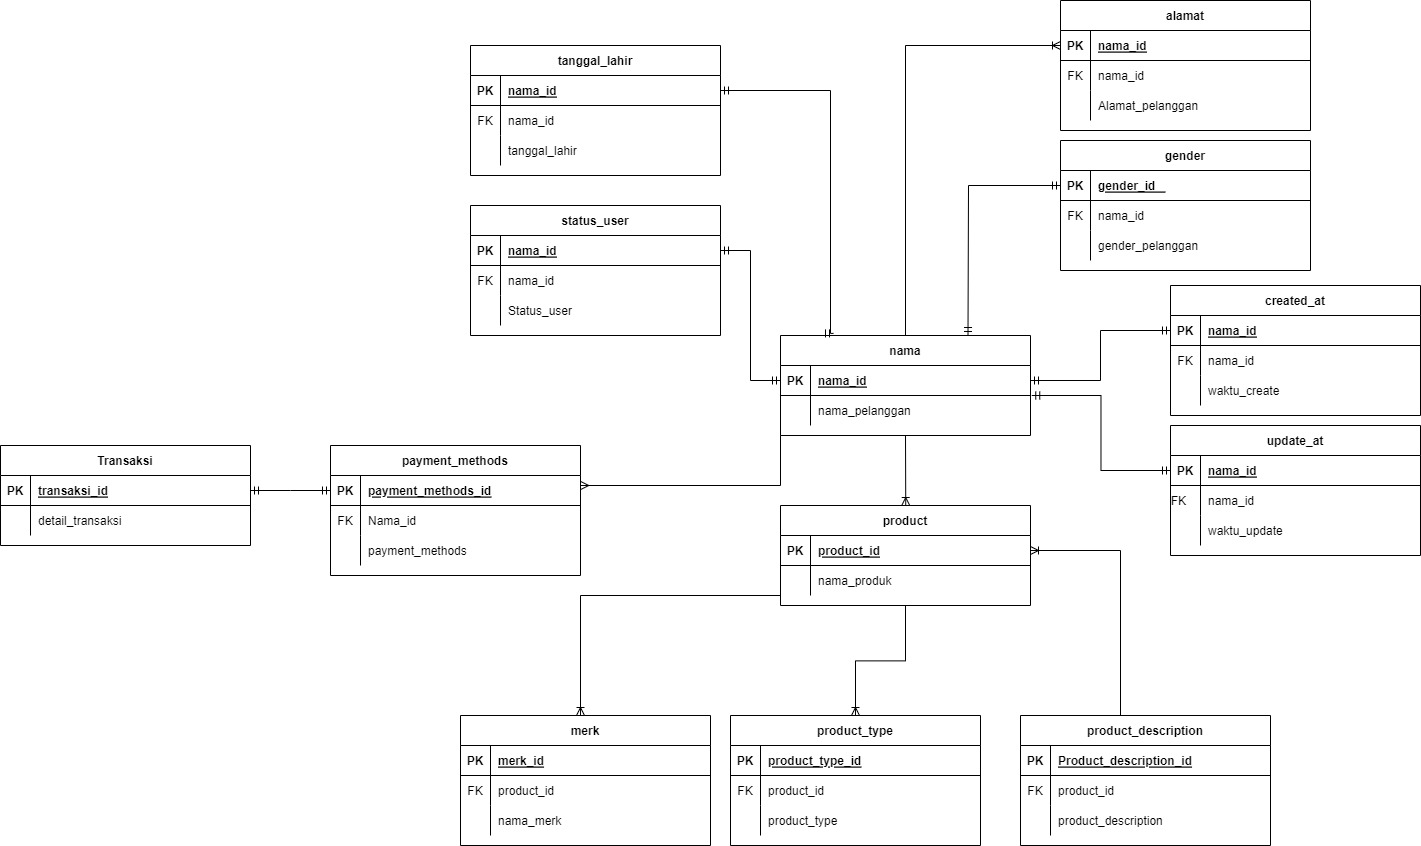 alamat
PK nama_id
FK nama_id
Alamat_pelanggan
tanggal_lahir
PK nama_id
FK nama_id
tanggal_lahir
gender
PK gender_id
FK nama_id
gender_pelanggan
status_user
PK nama_id
FK nama_id
Status_user
created_at
PK nama_id
FK nama_id
waktu_create
nama
PK nama_id
nama_pelanggan
update_at
PK nama_id
FK nama_id
waktu_update
Transaksi
PK transaksi_id
detail_transaksi
payment_methods
PK payment_methods_id
FK Nama_id
payment_methods
product
PK product_id
nama_produk
merk
PK merk_id
FK product_id
nama_merk
product_type
PK product_type_id
FK product_id
product_type
product_description
PK Product_description_id
FK product_id
product_description